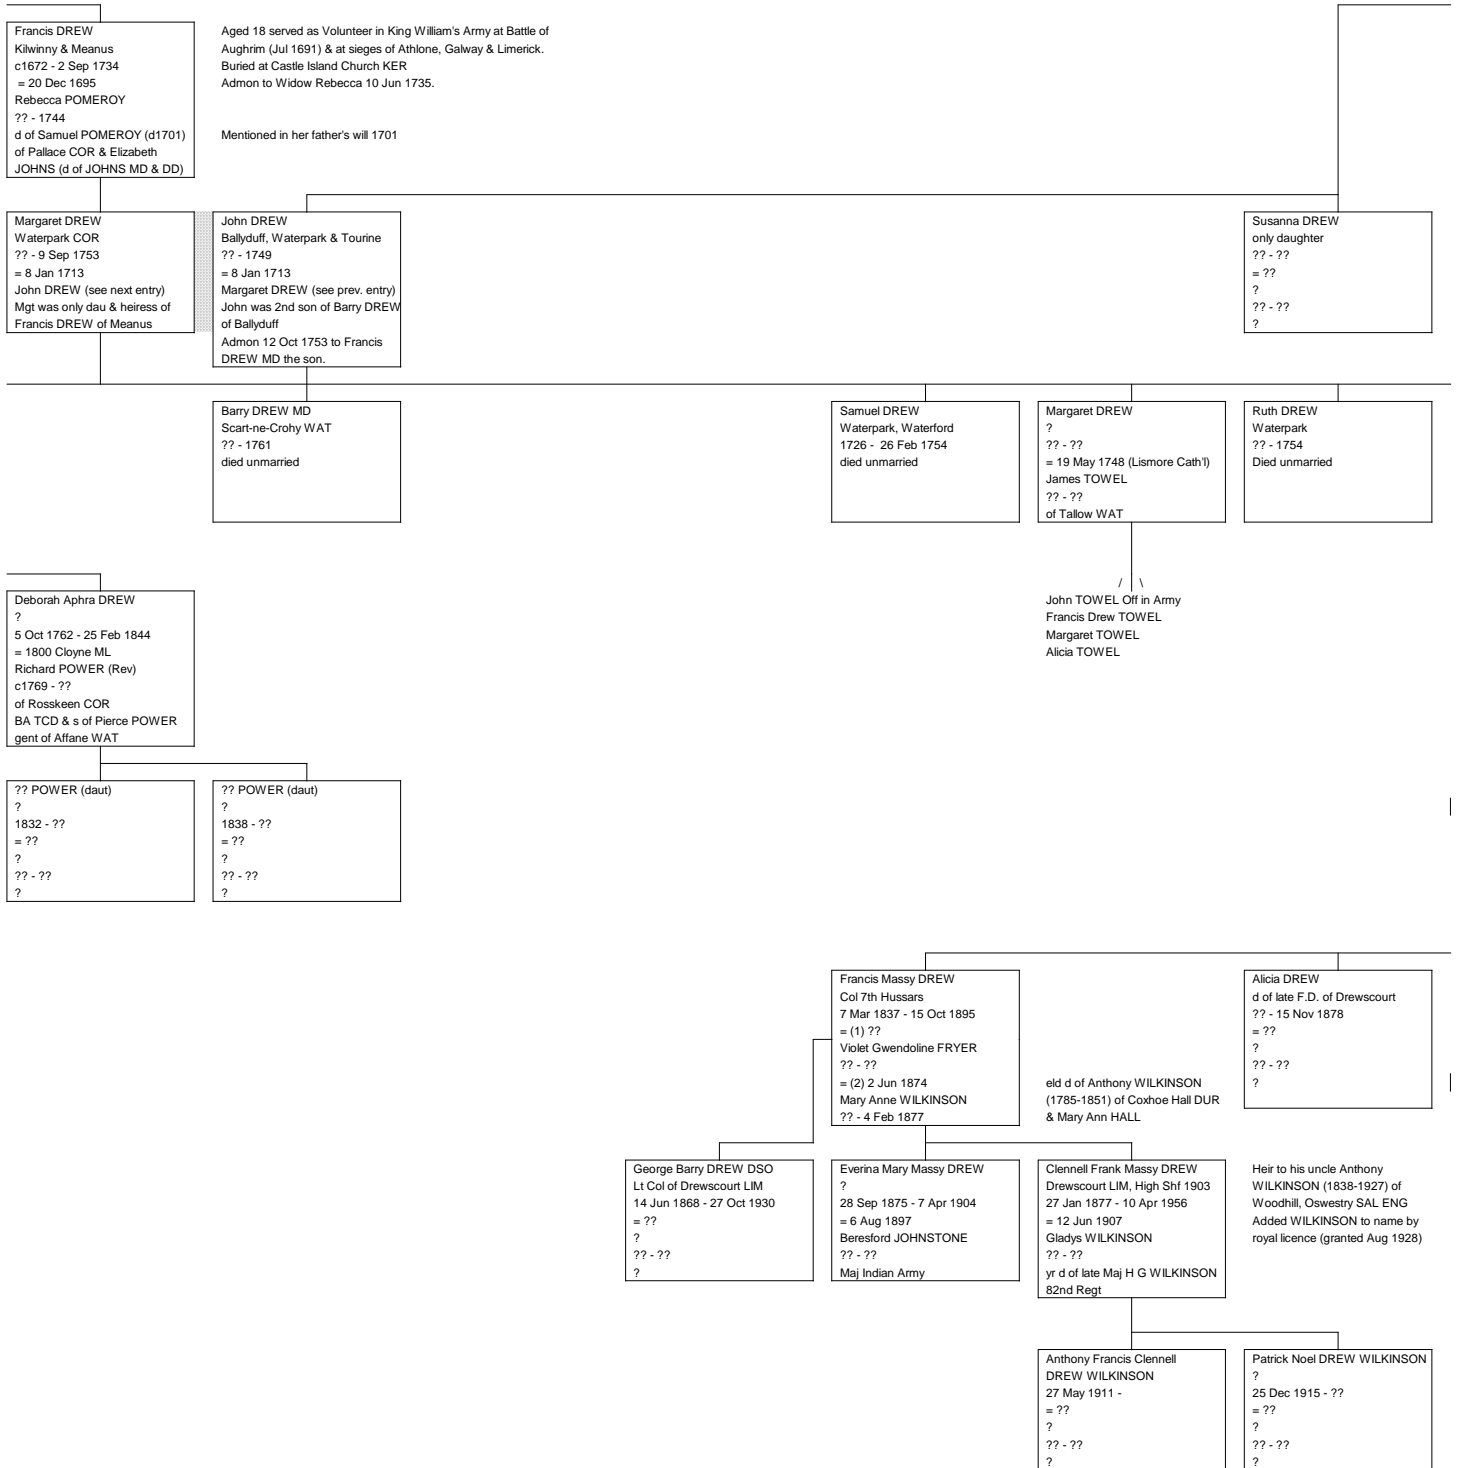 Francis DREW
Kilwinny & Meanus
c1672 - 2 Sep 1734
= 20 Dec 1695
Rebecca POMEROY
?? - 1744
d of Samuel POMEROY (d1701)
of Pallace COR & Elizabeth
JOHNS (d of JOHNS MD & DD)
Aged 18 served as Volunteer in King William's Army at Battle of
Aughrim (Jul 1691) & at sieges of Athlone, Galway & Limerick.
Buried at Castle Island Church KER
Admon to Widow Rebecca 10 Jun 1735.
Mentioned in her father's will 1701
Margaret DREW
Waterpark COR
?? - 9 Sep 1753
= 8 Jan 1713
John DREW (see next entry)
Mgt was only dau & heiress of
Francis DREW of Meanus
John DREW
Ballyduff, Waterpark & Tourine
?? - 1749
= 8 Jan 1713
Margaret DREW (see prev. entry)
John was 2nd son of Barry DREW
of Ballyduff
Admon 12 Oct 1753 to Francis
DREW MD the son.
Susanna DREW
only daughter
?? - ??
= ??
?
?? - ??
?
Barry DREW MD
Scart-ne-Crohy WAT
?? - 1761
died unmarried
Samuel DREW
Waterpark, Waterford
1726 - 26 Feb 1754
died unmarried
Margaret DREW
?
?? - ??
= 19 May 1748 (Lismore Cath'l)
James TOWEL
?? - ??
of Tallow WAT
Ruth DREW
Waterpark
?? - 1754
Died unmarried
/ \
John TOWEL Off in Army
Francis Drew TOWEL
Margaret TOWEL
Alicia TOWEL
Deborah Aphra DREW
?
5 Oct 1762 - 25 Feb 1844
= 1800 Cloyne ML
Richard POWER (Rev)
c1769 - ??
of Rosskeen COR
BA TCD & s of Pierce POWER
gent of Affane WAT
?? POWER (daut)
?
1832 - ??
= ??
?
?? - ??
?
?? POWER (daut)
?
1838 - ??
= ??
?
?? - ??
?
Francis Massy DREW
Col 7th Hussars
7 Mar 1837 - 15 Oct 1895
= (1) ??
Violet Gwendoline FRYER
?? - ??
= (2) 2 Jun 1874
Mary Anne WILKINSON
?? - 4 Feb 1877
eld d of Anthony WILKINSON
(1785-1851) of Coxhoe Hall DUR
& Mary Ann HALL
Alicia DREW
d of late F.D. of Drewscourt
?? - 15 Nov 1878
= ??
?
?? - ??
?
George Barry DREW DSO
Lt Col of Drewscourt LIM
14 Jun 1868 - 27 Oct 1930
= ??
?
?? - ??
?
Everina Mary Massy DREW
?
28 Sep 1875 - 7 Apr 1904
= 6 Aug 1897
Beresford JOHNSTONE
?? - ??
Maj Indian Army
Clennell Frank Massy DREW
Drewscourt LIM, High Shf 1903
27 Jan 1877 - 10 Apr 1956
= 12 Jun 1907
Gladys WILKINSON
?? - ??
yr d of late Maj H G WILKINSON
82nd Regt
Heir to his uncle Anthony
WILKINSON (1838-1927) of
Woodhill, Oswestry SAL ENG
Added WILKINSON to name by
royal licence (granted Aug 1928)
Anthony Francis Clennell
DREW WILKINSON
27 May 1911 -
= ??
?
?? - ??
?
Patrick Noel DREW WILKINSON
?
25 Dec 1915 - ??
= ??
?
?? - ??
?